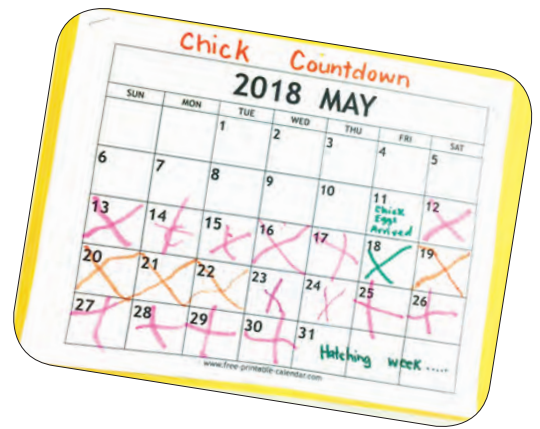 Chick Countdown
2018 MAY
SUN MON TUE WED THU FRI SAT
1 2 3 4 5
6 7 8 9 10 11 12
Chick
Eggs
Arrived
13 14 15 16 17 18 19
20 21 22 23 24 25 26
27 28 29 30 31
Hatching week.....
www.free-printable-calendar.com